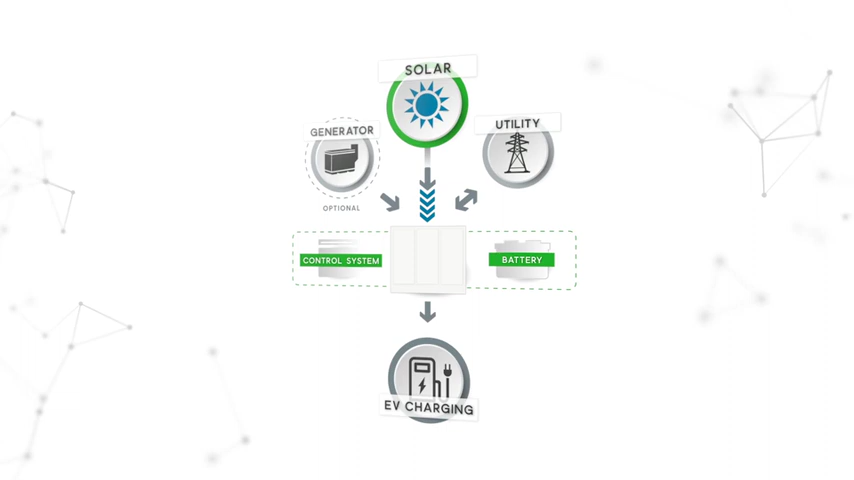 SOLAR
GENERATOR
UTILITY
OPTIONAL
CONTROL SYSTEM
BATTERY
EV CHARGING